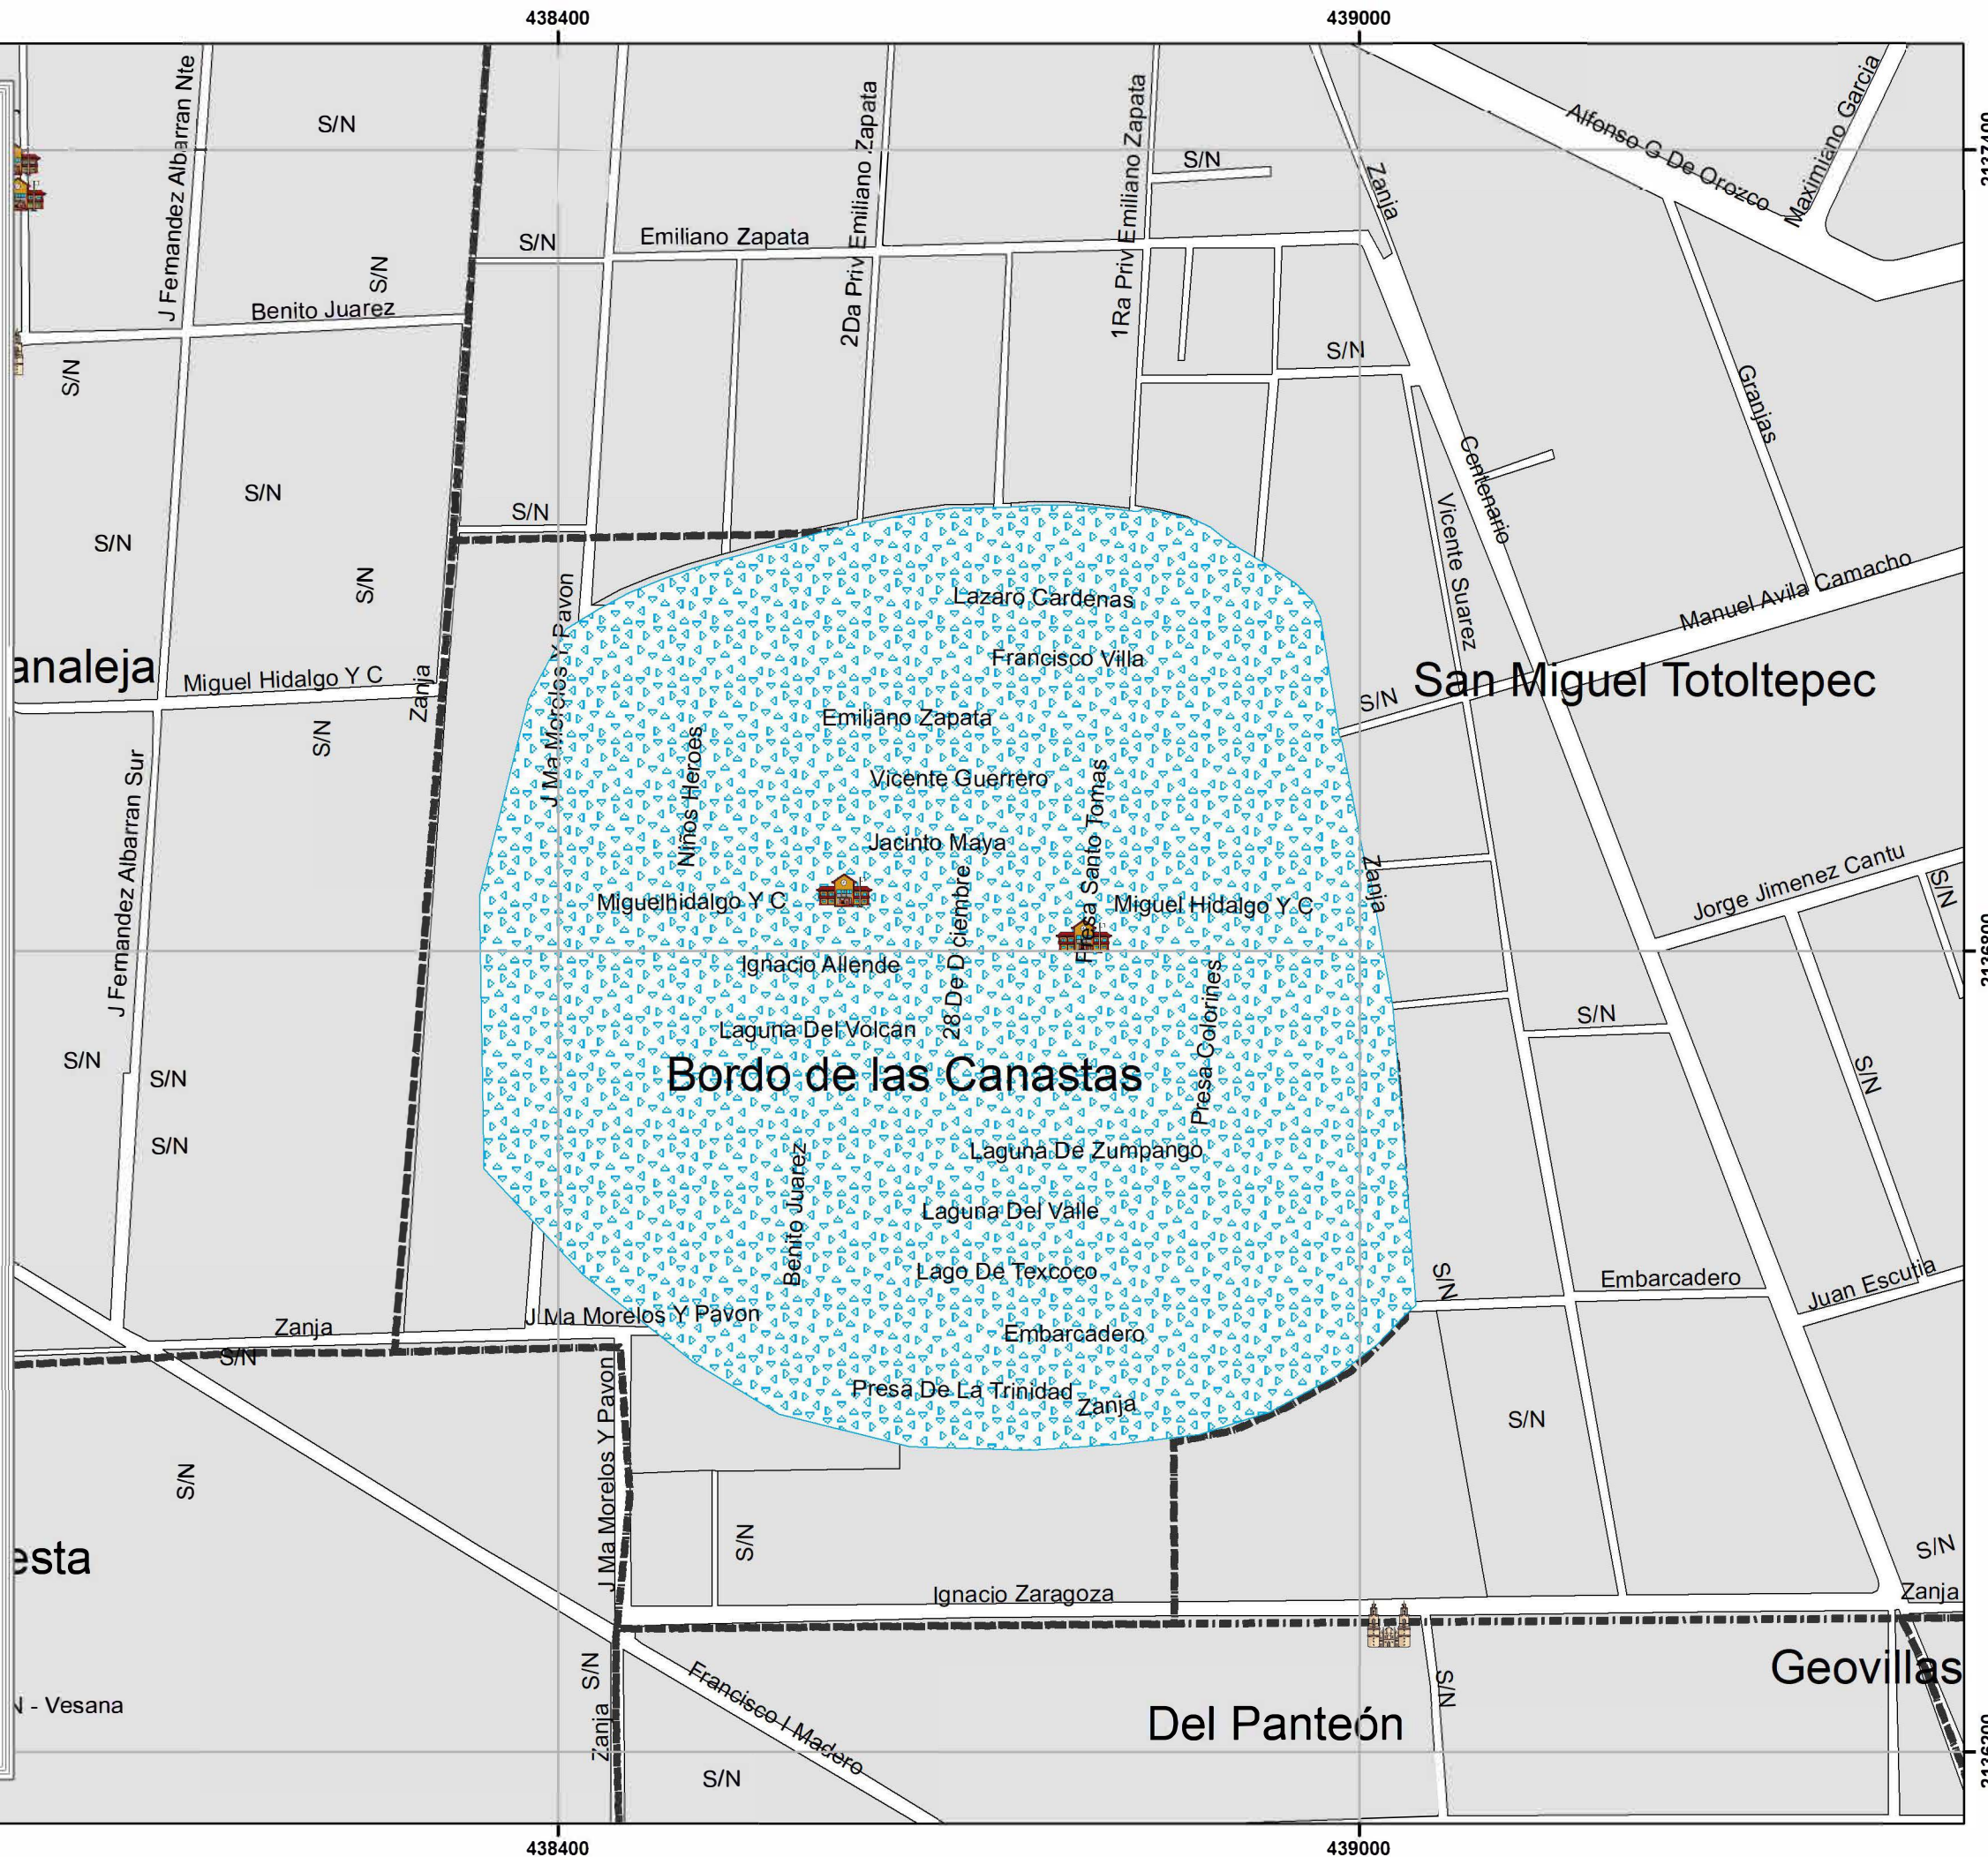 438400
439000
J Fernandez Albarran Nte
S/N
2Da Priv Emiliano Zapata
1Ra Priv Emiliano Zapata
S/N
Zanja
Alfonso G De Orozco
Maximiano Garcia
2137400
S/N
Emiliano Zapata
S/N
Benito Juarez
S/N
S/N
Granjas
S/N
S/N
Centenario
Vicente Suarez
S/N
S/N
J Ma Morelos Y Pavon
Lazaro Cardenas
Manuel Avila Camacho
Francisco Villa
analeja
Miguel Hidalgo Y C
Zanja
S/N
San Miguel Totoltepec
S/N
Emiliano Zapata
Niños Heroes
Vicente Guerrero
Presa Santo Tomas
J Fernandez Albarran Sur
Jacinto Maya
Zanja
Jorge Jimenez Cantu
S/N
Miguelhidalgo Y C
28 De Diciembre
Miguel Hidalgo Y C
2136800
Ignacio Allende
Presa Colorines
Laguna Del Volcan
S/N
S/N
S/N
Bordo de las Canastas
S/N
S/N
Laguna De Zumpango
Benito Juarez
Laguna Del Valle
Lago De Texcoco
S/N
Embarcadero
Juan Escutia
J Ma Morelos Y Pavon
Zanja
S/N
Embarcadero
Presa De La Trinidad
Zanja
S/N
J Ma Morelos Y Pavon
S/N
S/N
esta
S/N
Ignacio Zaragoza
Zanja
S/N
Geovillas
Francisco I Madero
S/N
N - Vesana
Zanja
Del Panteón
2136200
S/N
438400
439000